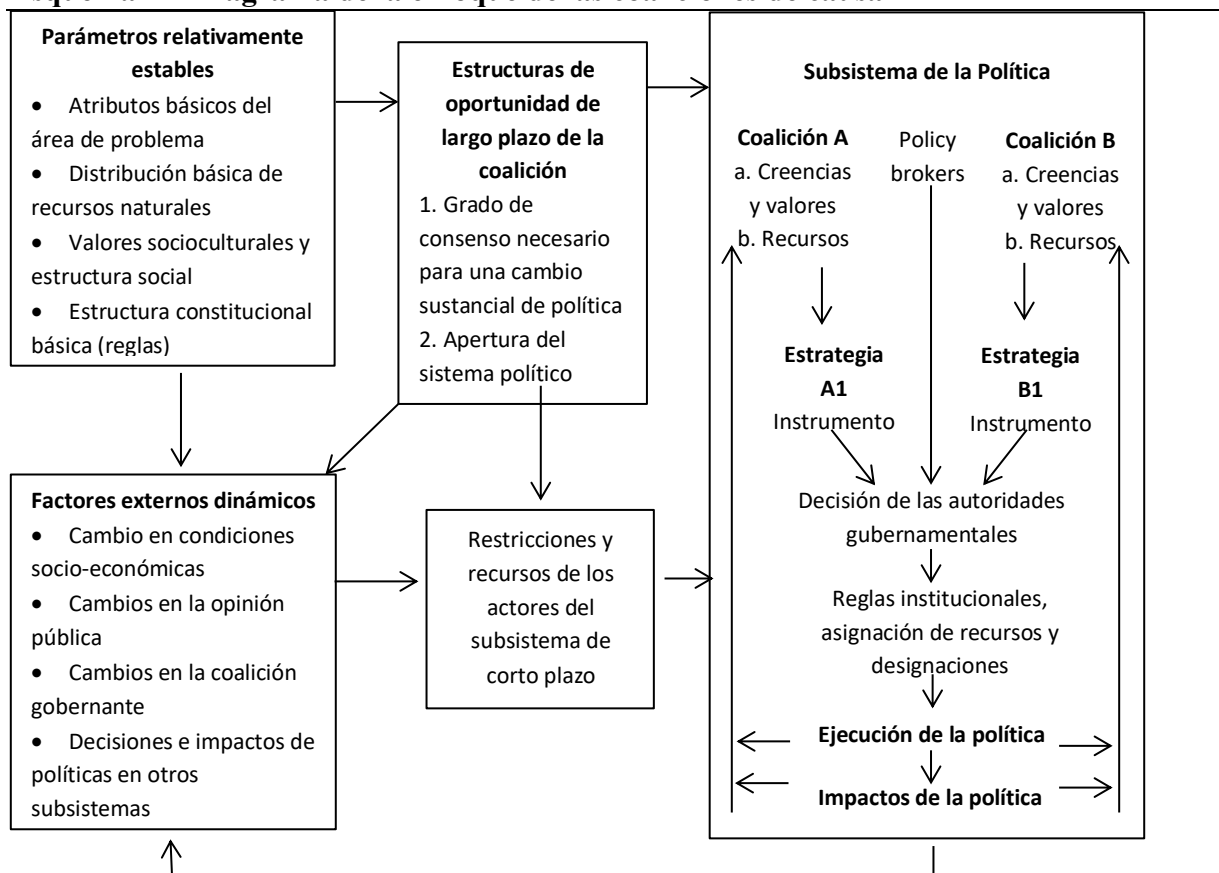 Parámetros relativamente
estables
• Atributos básicos del
área de problema
• Distribución básica de
recursos naturales
• Valores socioculturales y
estructura social
• Estructura constitucional
básica (reglas)
Estructuras de
oportunidad de
largo plazo de la
coalición
1. Grado de
consenso necesario
para una cambio
sustancial de política
2. Apertura del
sistema político
Factores externos dinámicos
• Cambio en condiciones
socio-económicas
• Cambios en la opinión
pública
• Cambios en la coalición
gobernante
• Decisiones e impactos de
políticas en otros
subsistemas
Restricciones y
recursos de los
actores del
subsistema de
corto plazo
Subsistema de la Política
Coalición A
a. Creencias
y valores
b. Recursos
Policy
brokers
Coalición B
a. Creencias
y valores
b. Recursos
Estrategia
A1
Instrumento
Estrategia
B1
Instrumento
Decisión de las autoridades
gubernamentales
Reglas institucionales,
asignación de recursos y
designaciones
Ejecución de la política
Impactos de la política